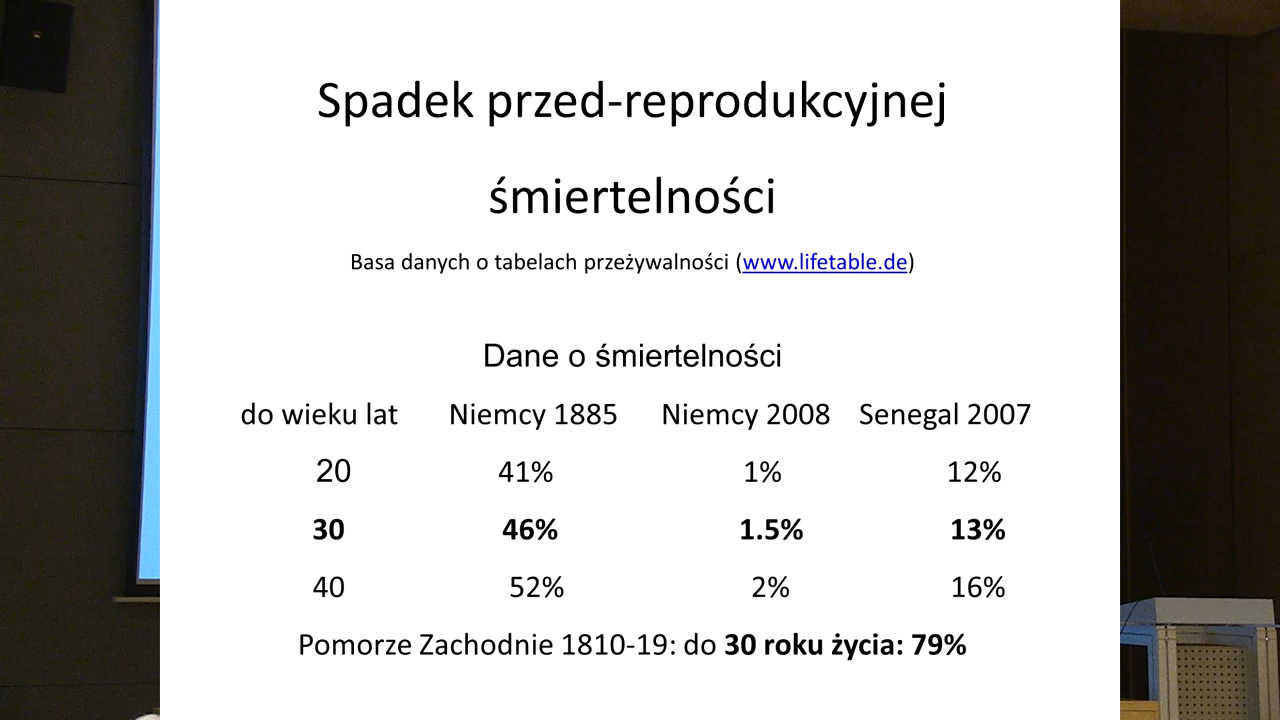 Spadek przed-reprodukcyjnej
śmiertelności
Basa danych o tabelach przeżywalności (www.lifetable.de)
Dane o śmiertelności
do wieku lat Niemcy 1885 Niemcy 2008 Senegal 2007
20 41% 1% 12%
30 46% 1.5% 13%
40 52% 2% 16%
Pomorze Zachodnie 1810-19: do 30 roku życia: 79%